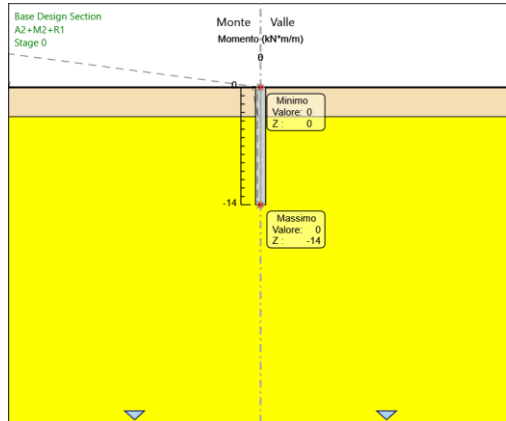 Base Design Section
A2+M2+R1
Stage 0
Monte Valle
Momento (kN*m/m)
0
0
Minimo
Valore: 0
Z : 0
-14
Massimo
Valore: 0
Z : -14